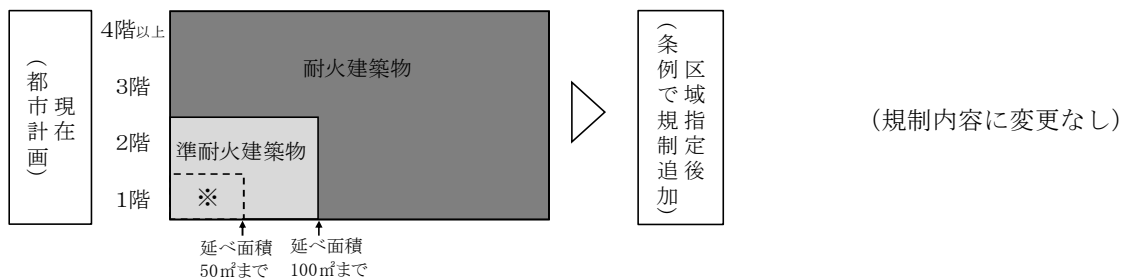 現在
（都市計画）
4階以上
3階
2階
1階
耐火建築物
準耐火建築物
※
延べ面積
50㎡まで
延べ面積
100㎡まで
区域指定後
（条例で規制追加）
（規制内容に変更なし）